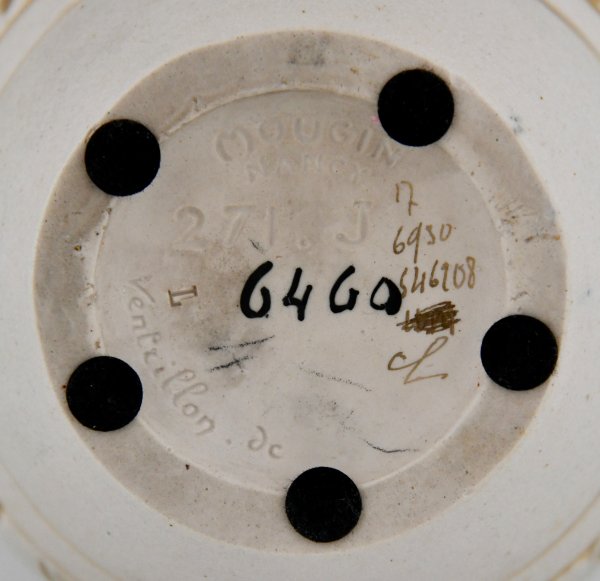 MOUGIN
NANCY
271.J
17
6930
646208
L
6460
Ventrillon.dc